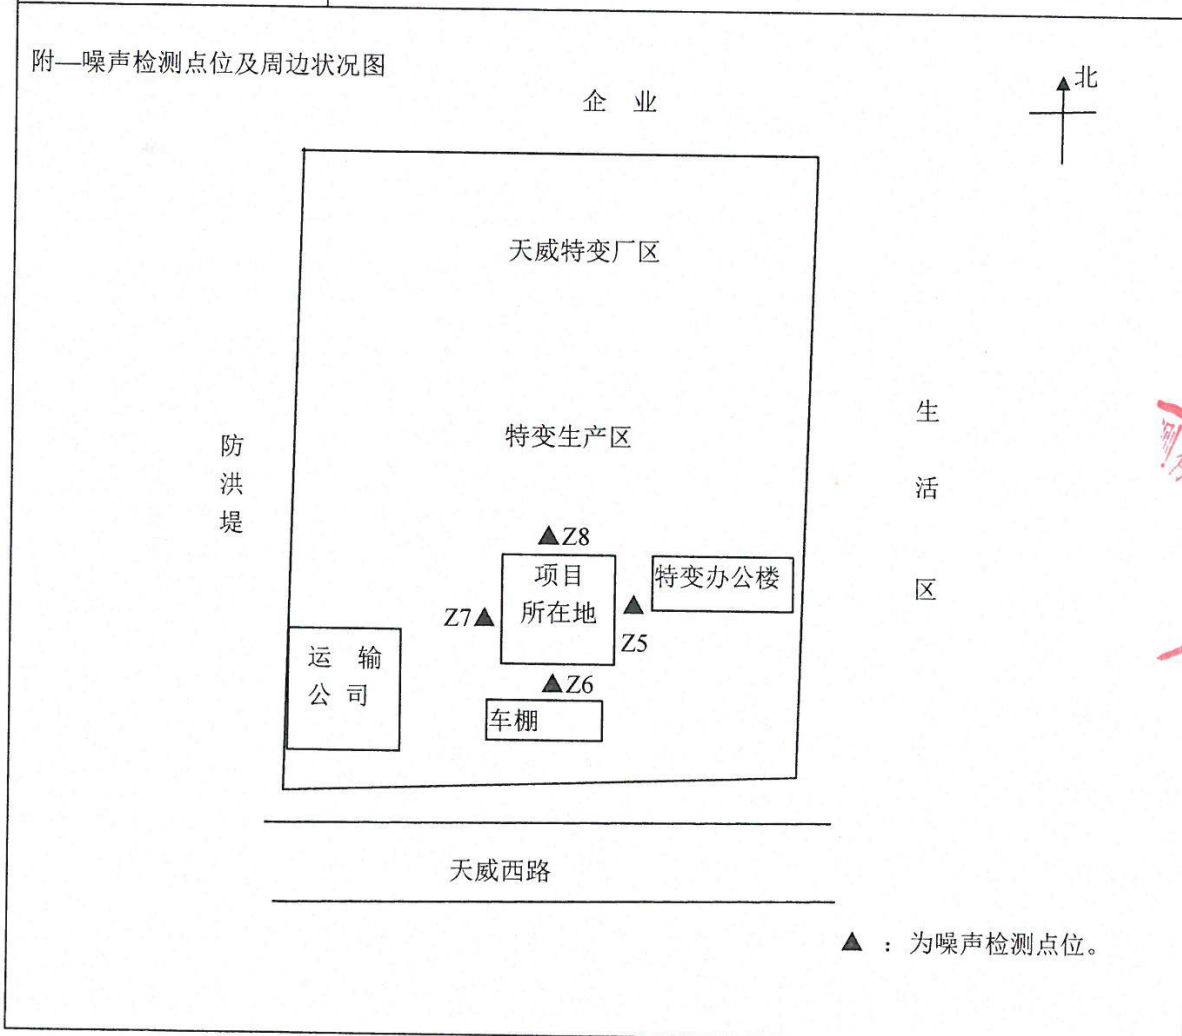 附—噪声检测点位及周边状况图
北
企 业
天威特变厂区
特变生产区
防
洪
堤
生
活
区
▲Z8
项目
所在地
特变办公楼
Z7▲
▲
Z5
运 输
公 司
▲Z6
车棚
天威西路
▲ ：为噪声检测点位。